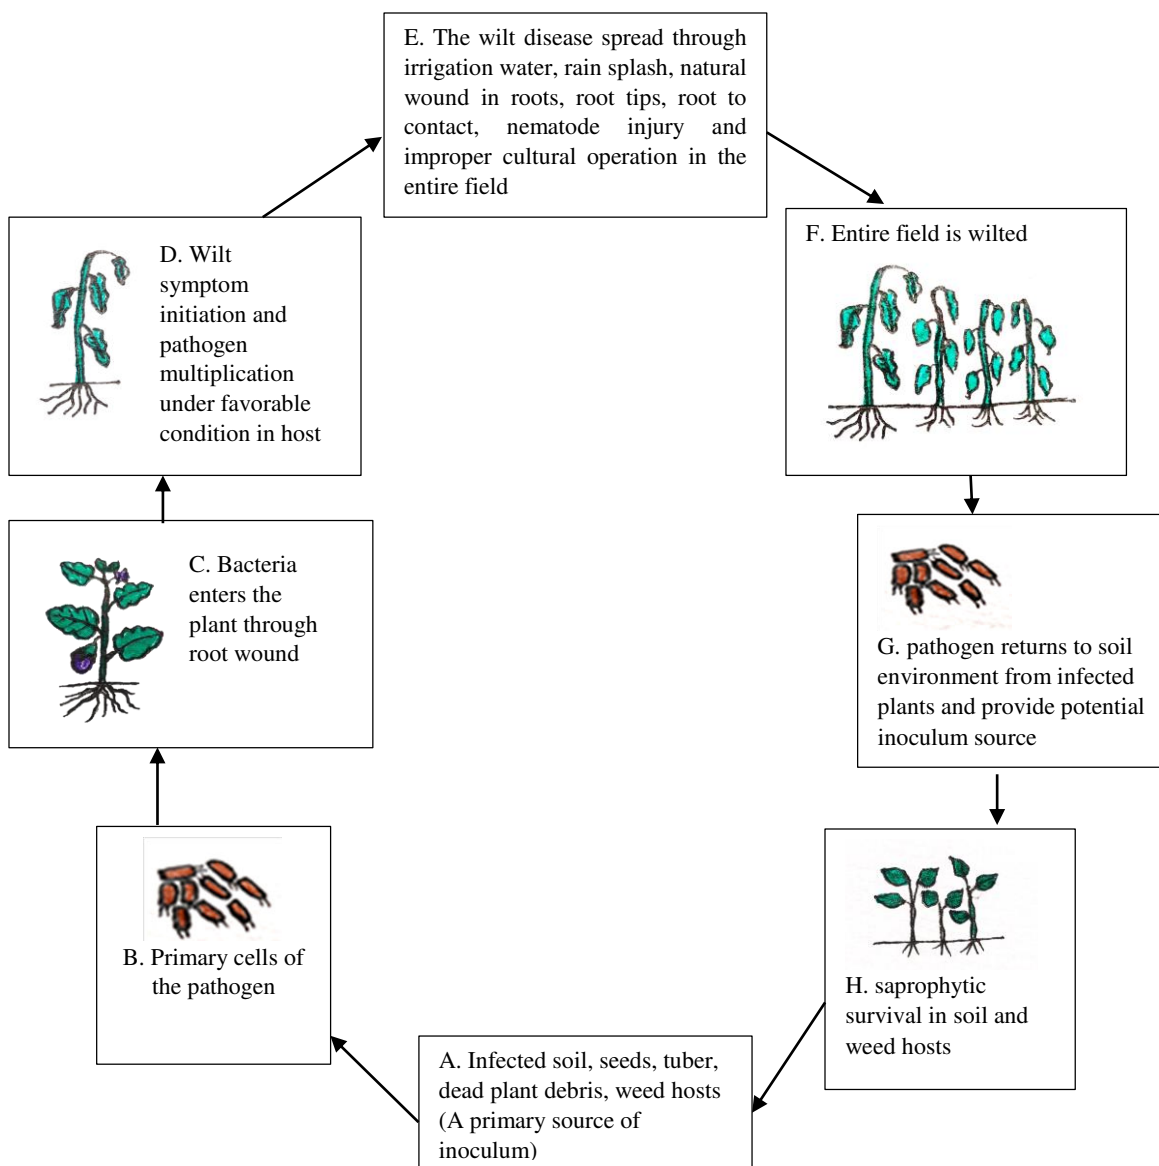 E. The wilt disease spread through
irrigation water, rain splash, natural
wound in roots, root tips, root to
contact, nematode injury and
improper cultural operation in the
entire field
F. Entire field is wilted
D. Wilt
symptom
initiation and
pathogen
multiplication
under favorable
condition in host
C. Bacteria
enters the
plant through
root wound
G. pathogen returns to soil
environment from infected
plants and provide potential
inoculum source
B. Primary cells of
the pathogen
H. saprophytic
survival in soil and
weed hosts
A. Infected soil, seeds, tuber,
dead plant debris, weed hosts
(A primary source of
inoculum)